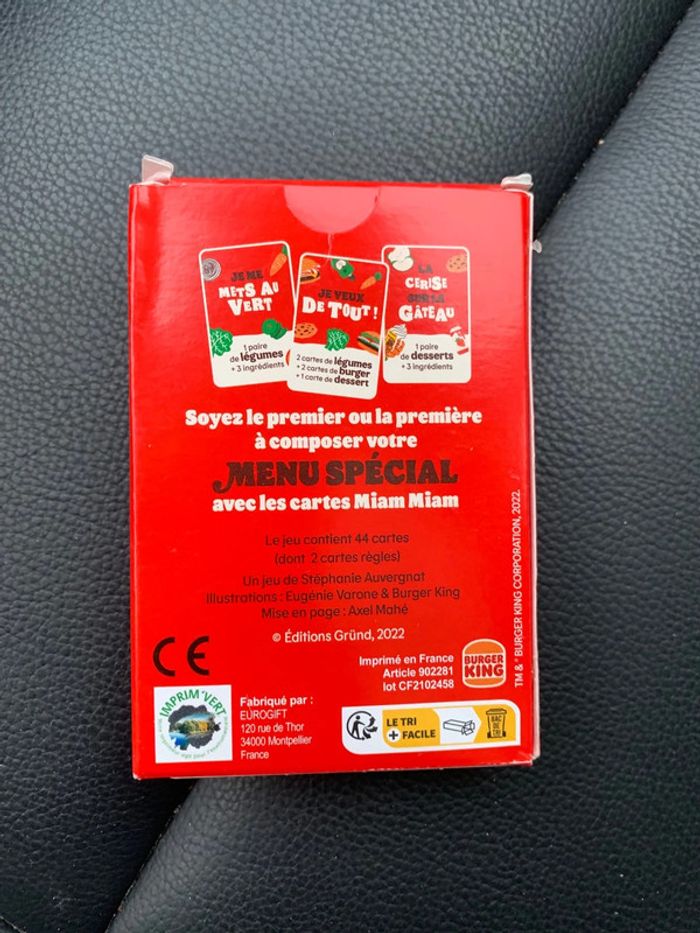 JE ME
METS AU
VERT
1 paire
de légumes
+ 3 ingrédients
JE VEUX
DE TOUT !
2 cartes de légumes
+ 2 cartes de burger
+ 1 carte de dessert
LA
CERISE
SUR LE
GÂTEAU
1 paire
de desserts
+ 3 ingrédients
Soyez le premier ou la première
à composer votre
MENU SPÉCIAL
avec les cartes Miam Miam
Le jeu contient 44 cartes
(dont 2 cartes règles)
Un jeu de Stéphanie Auvergnat
Illustrations : Eugénie Varone & Burger King
Mise en page : Axel Mahé
© Éditions Gründ, 2022
CE
Imprimé en France
Article 902281
lot CF2102458
BURGER
KING
TM & ® BURGER KING CORPORATION, 2022.
IMPRIM'VERT
Fabriqué par :
EUROGIFT
120 rue de Thor
34000 Montpellier
France
LE TRI
+ FACILE
BAC
DE
TRI